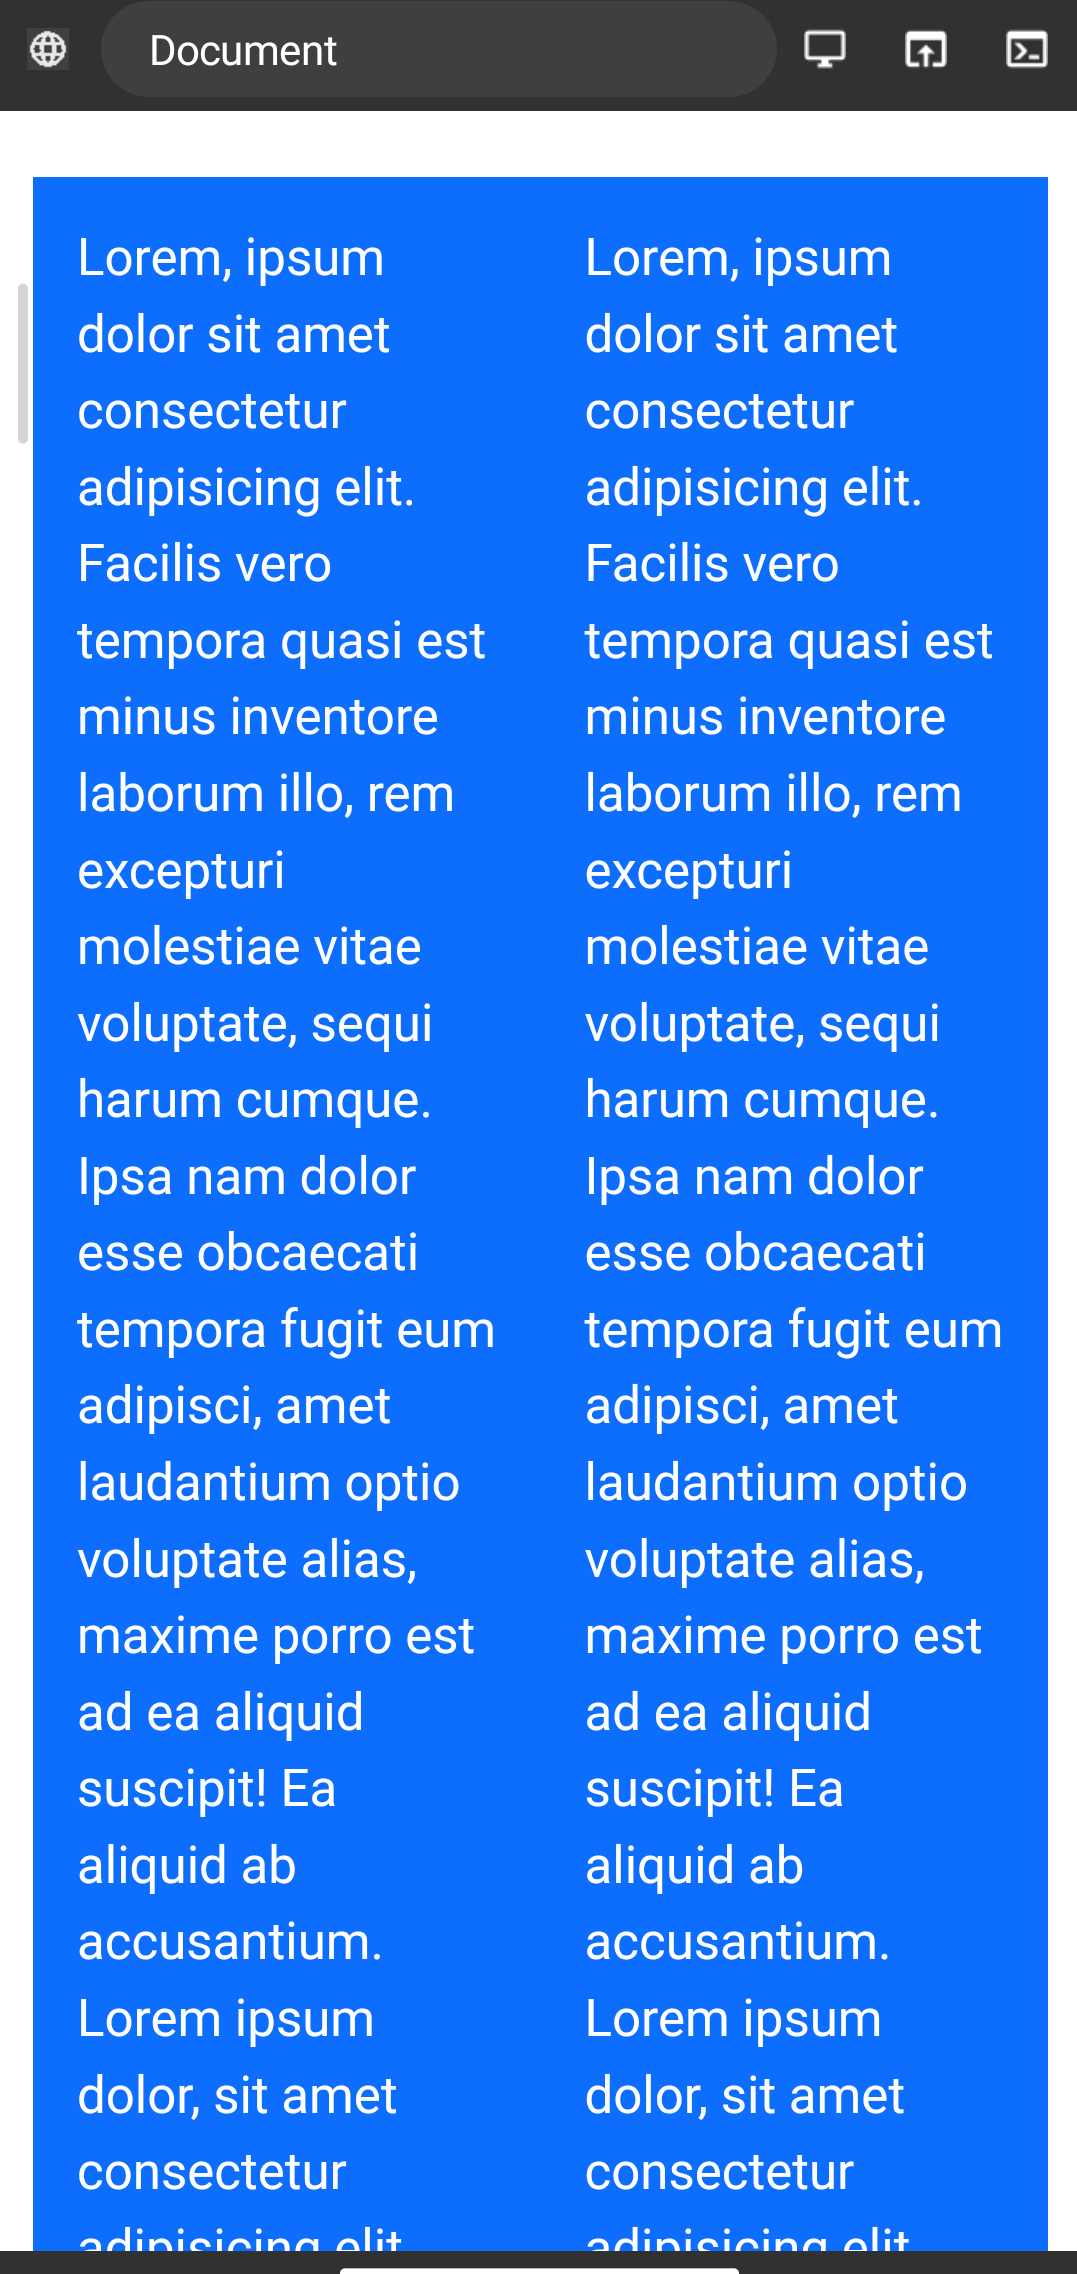 Document
Lorem, ipsum
dolor sit amet
consectetur
adipisicing elit.
Facilis vero
tempora quasi est
minus inventore
laborum illo, rem
excepturi
molestiae vitae
voluptate, sequi
harum cumque.
Ipsa nam dolor
esse obcaecati
tempora fugit eum
adipisci, amet
laudantium optio
voluptate alias,
maxime porro est
ad ea aliquid
suscipit! Ea
aliquid ab
accusantium.
Lorem ipsum
dolor, sit amet
consectetur
adipisicing elit
Lorem, ipsum
dolor sit amet
consectetur
adipisicing elit.
Facilis vero
tempora quasi est
minus inventore
laborum illo, rem
excepturi
molestiae vitae
voluptate, sequi
harum cumque.
Ipsa nam dolor
esse obcaecati
tempora fugit eum
adipisci, amet
laudantium optio
voluptate alias,
maxime porro est
ad ea aliquid
suscipit! Ea
aliquid ab
accusantium.
Lorem ipsum
dolor, sit amet
consectetur
adipisicing elit